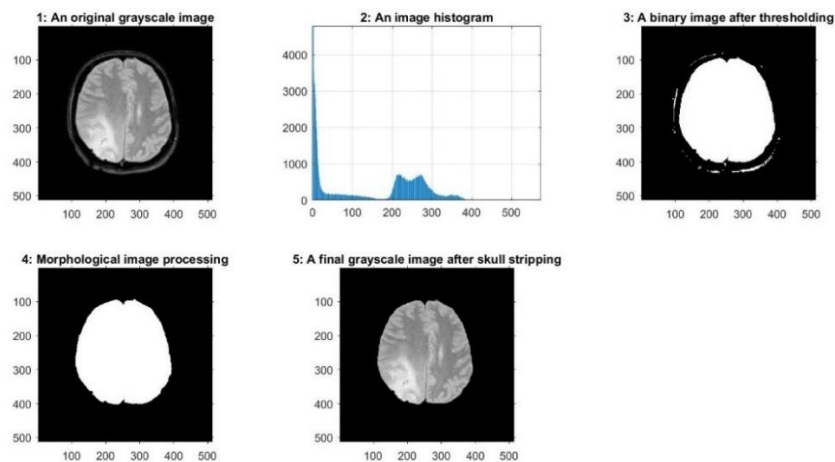 1: An original grayscale image
2: An image histogram
3: A binary image after thresholding
100
200
300
400
500
100 200 300 400 500
4000
3000
2000
1000
0
0 100 200 300 400 500
100
200
300
400
500
100 200 300 400 500
4: Morphological image processing
5: A final grayscale image after skull stripping
100
200
300
400
500
100 200 300 400 500
100
200
300
400
500
100 200 300 400 500